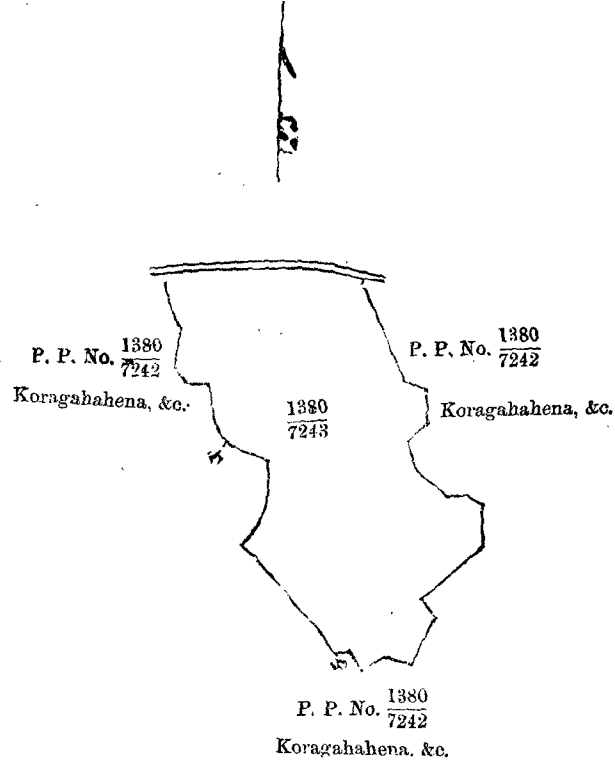 P. P. No. 1380/7242
Koragahahena, &c.
P. P. No. 1380/7242
Koragahahena, &c.
1380/7243
P. P. No. 1380/7242
Koragahahena. &c.